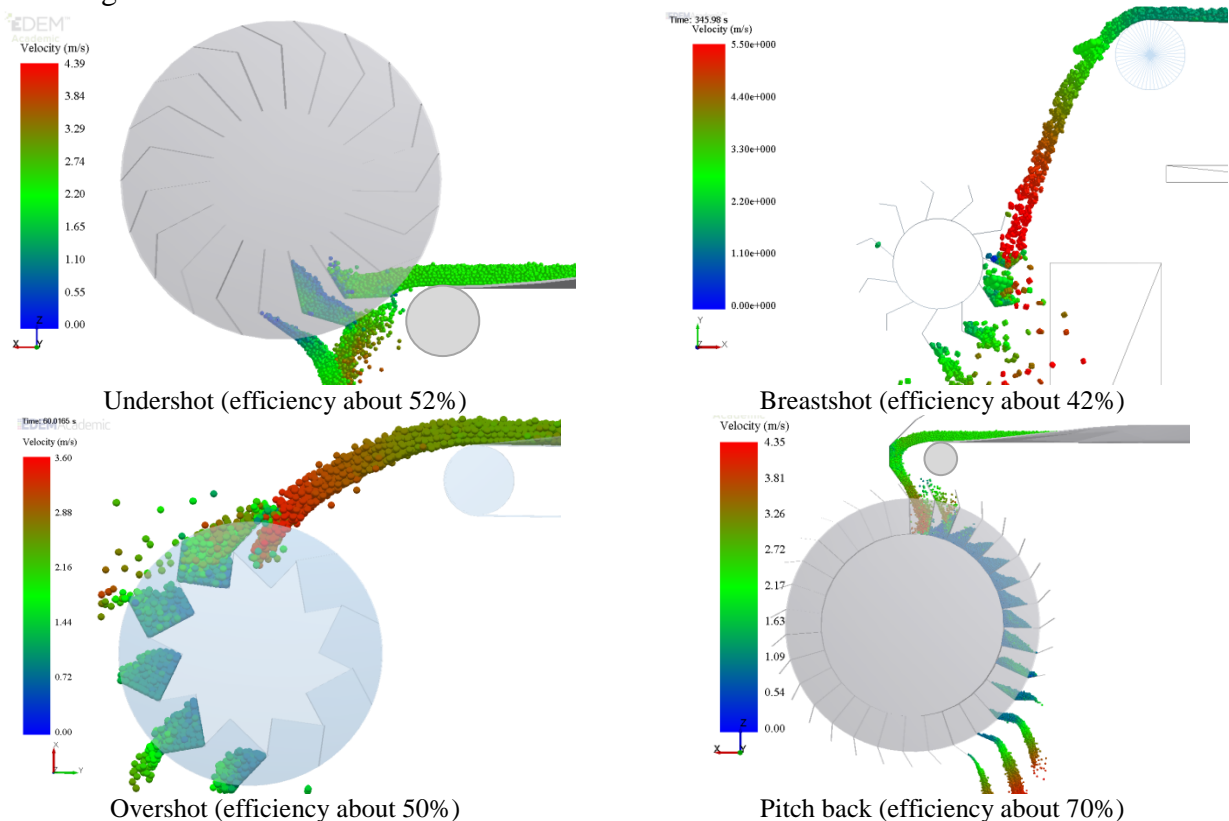 EDEM
Academic
Velocity (m/s)
4.39
3.84
3.29
2.74
2.20
1.65
1.10
0.55
0.00
Z
X Y
Undershot (efficiency about 52%)
Time: 345.98 s
Velocity (m/s)
5.50e+000
4.40e+000
3.30e+000
2.20e+000
1.10e+000
0.00e+000
Y
Z X
Breastshot (efficiency about 42%)
Time: 60.0165 s
EDEM Academic
Velocity (m/s)
3.60
2.88
2.16
1.44
0.72
0.00
X
Z Y
Overshot (efficiency about 50%)
Velocity (m/s)
4.35
3.81
3.26
2.72
2.17
1.63
1.09
0.54
0.00
Z
X Y
Pitch back (efficiency about 70%)